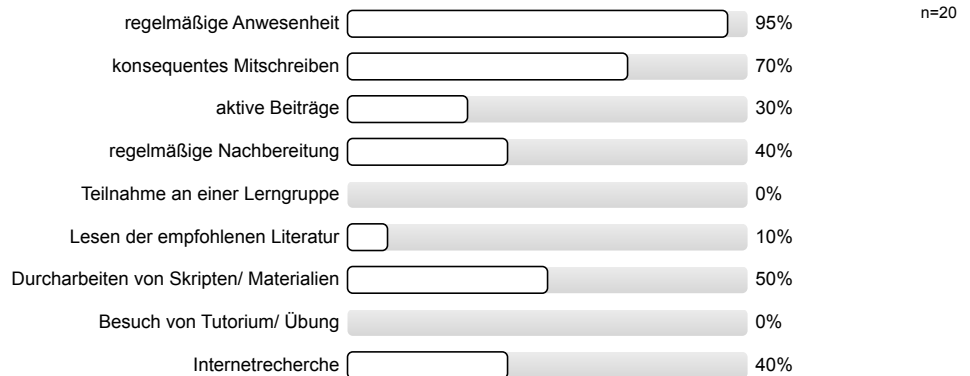 regelmäßige Anwesenheit 95% n=20
konsequentes Mitschreiben 70%
aktive Beiträge 30%
regelmäßige Nachbereitung 40%
Teilnahme an einer Lerngruppe 0%
Lesen der empfohlenen Literatur 10%
Durcharbeiten von Skripten/ Materialien 50%
Besuch von Tutorium/ Übung 0%
Internetrecherche 40%